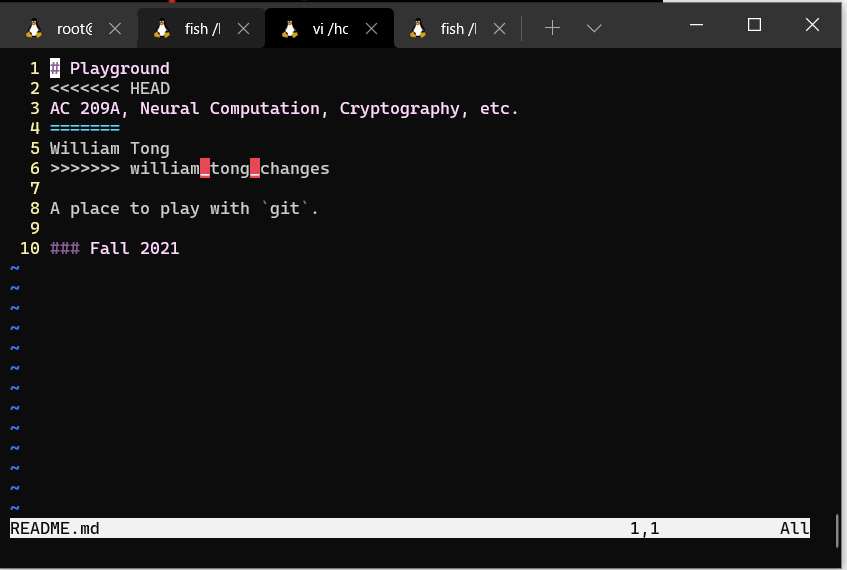 root@
fish /
vi /hc
fish /
1 # Playground
2 <<<<<<< HEAD
3 AC 209A, Neural Computation, Cryptography, etc.
4 =======
5 William Tong
6 >>>>>>> william_tong_changes
7
8 A place to play with `git`.
9
10 ### Fall 2021
~
~
~
~
~
~
~
~
~
~
~
~
~
README.md 1,1 All